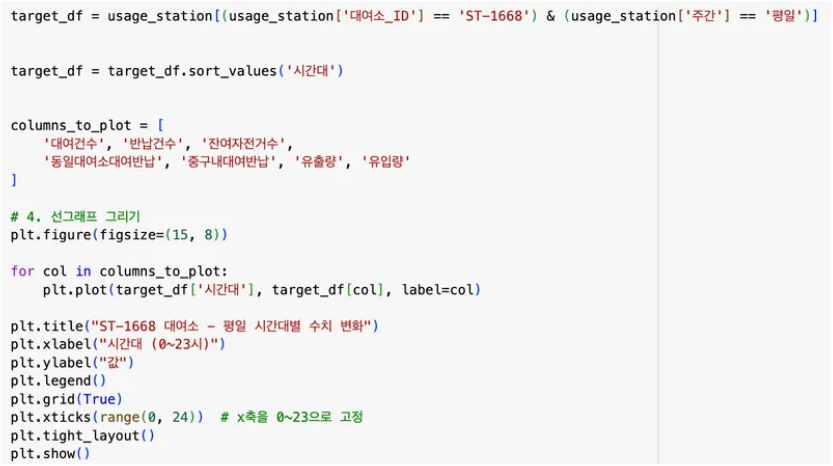 target_df = usage_station[(usage_station['대여소_ID'] == 'ST-1668') & (usage_station['주간'] == '평일')]
target_df = target_df.sort_values('시간대')
columns_to_plot = [
    '대여건수', '반납건수', '잔여자전거수',
    '동일대여소대여반납', '중구내대여반납', '유출량', '유입량'
]
# 4. 선그래프 그리기
plt.figure(figsize=(15, 8))
for col in columns_to_plot:
    plt.plot(target_df['시간대'], target_df[col], label=col)
plt.title("ST-1668 대여소 - 평일 시간대별 수치 변화")
plt.xlabel("시간대 (0~23시)")
plt.ylabel("값")
plt.legend()
plt.grid(True)
plt.xticks(range(0, 24))  # x축을 0~23으로 고정
plt.tight_layout()
plt.show()